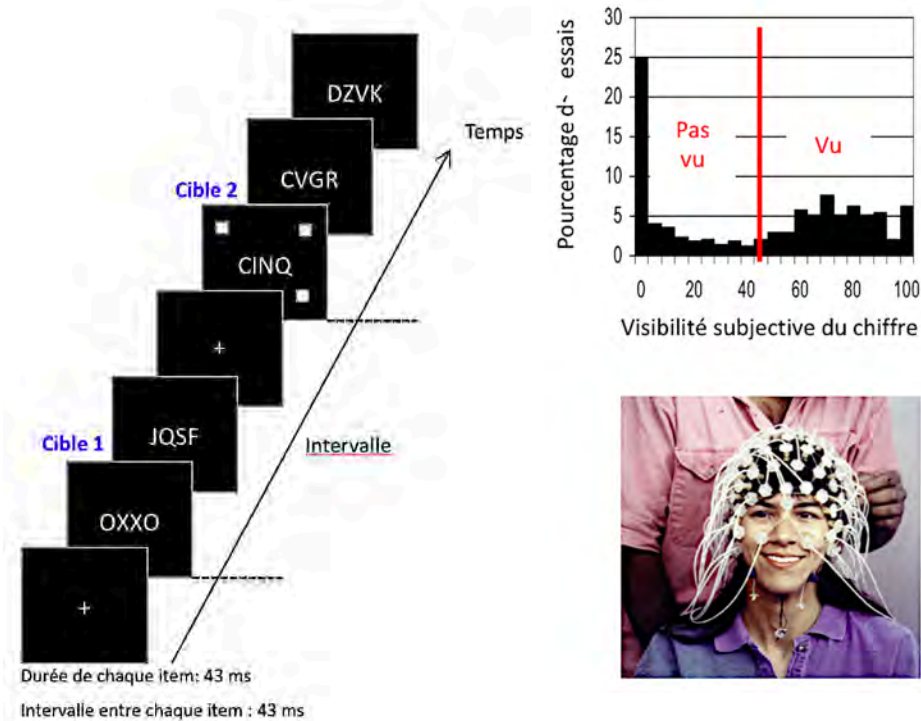 DZVK
CVGR
Cible 2
CINQ
+
JQSF
Cible 1
OXXO
+
Temps
Intervalle
Durée de chaque item: 43 ms
Intervalle entre chaque item : 43 ms
Pourcentage d- essais
30
25
20
15
10
5
0
Pas
vu
Vu
0 20 40 60 80 100
Visibilité subjective du chiffre